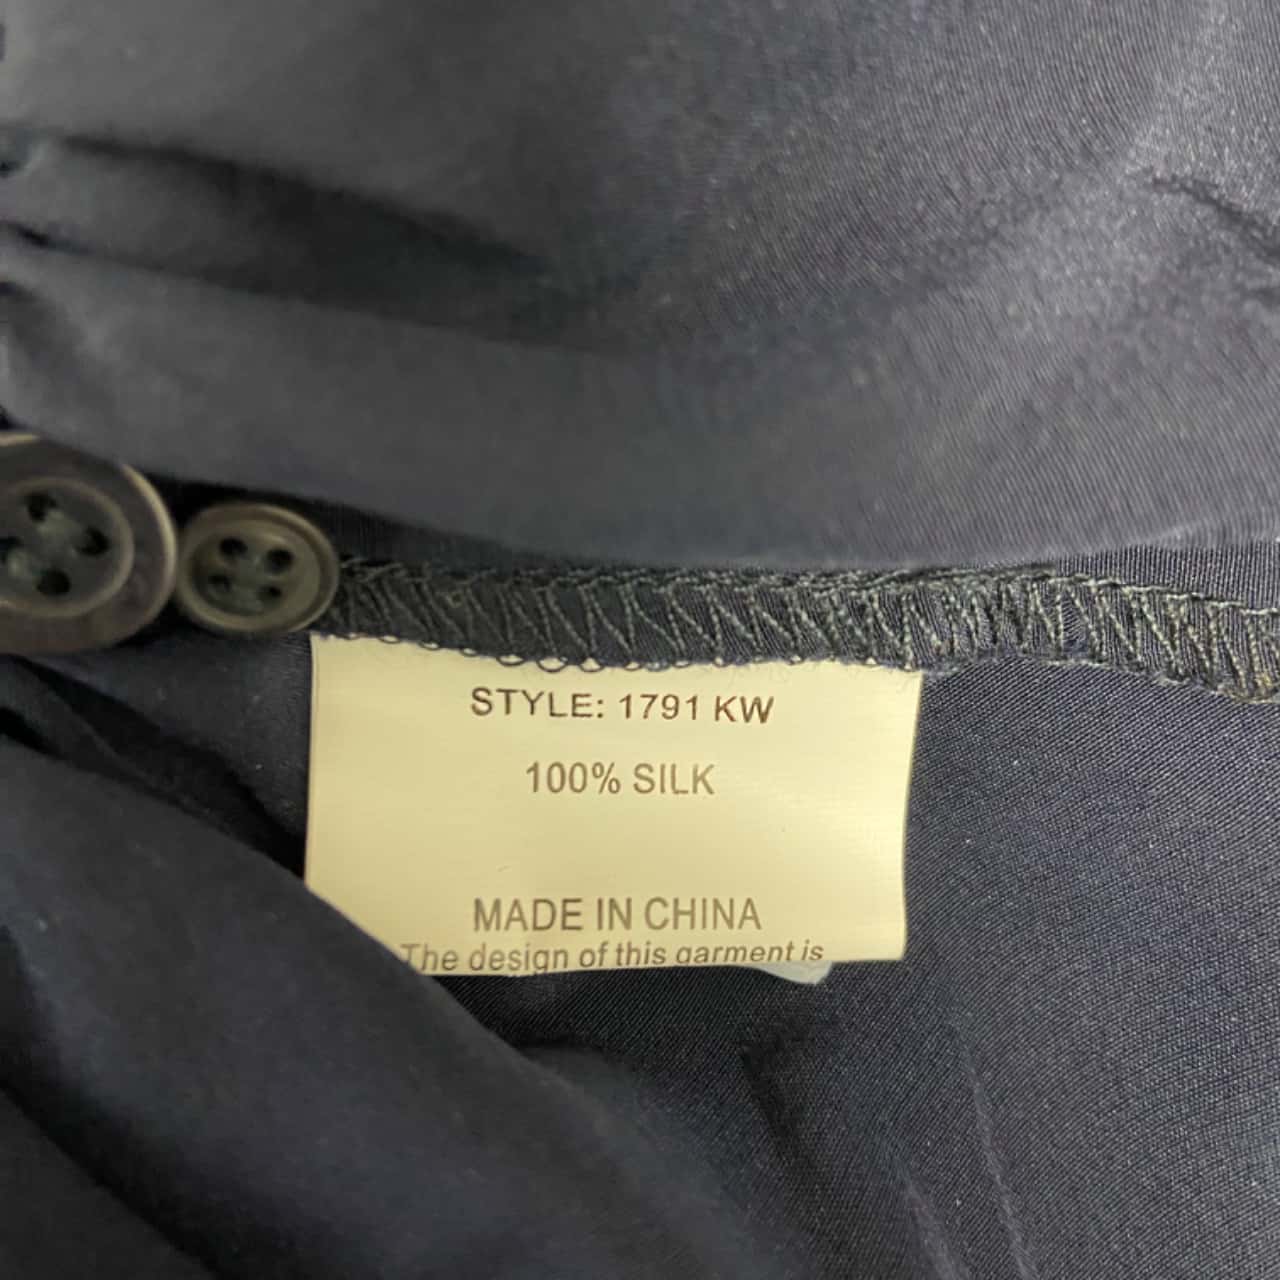 STYLE: 1791 KW
100% SILK
MADE IN CHINA
The design of this garment is